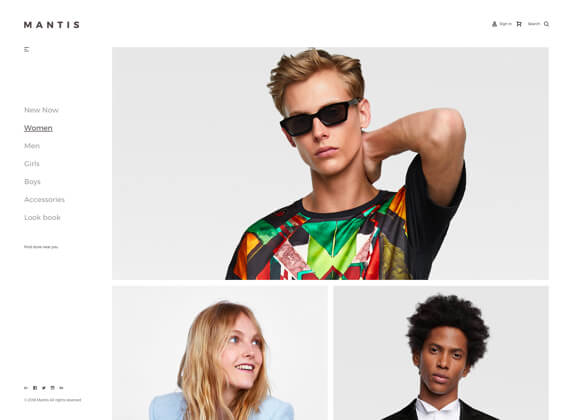 MANTIS
Sign in
Search
New Now
Women
Men
Girls
Boys
Accessories
Look book
Find store near you
© 2018 Mantis All rights reserved